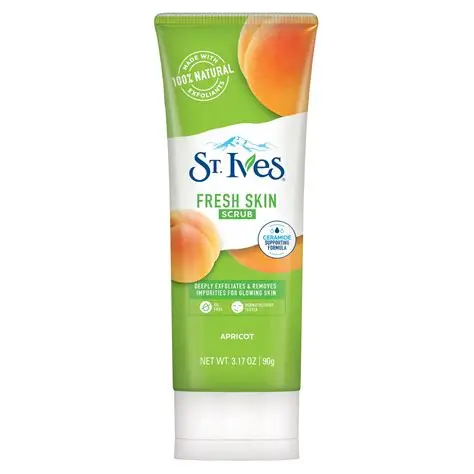 MADE WITH
100% NATURAL
EXFOLIANTS
ST. IVES®
FRESH SKIN
SCRUB
CERAMIDE
SUPPORTING
FORMULA
DEEPLY EXFOLIATES & REMOVES
IMPURITIES FOR GLOWING SKIN
OIL
FREE
DERMATOLOGIST
TESTED
APRICOT
NET WT. 3.17 OZ | 90g